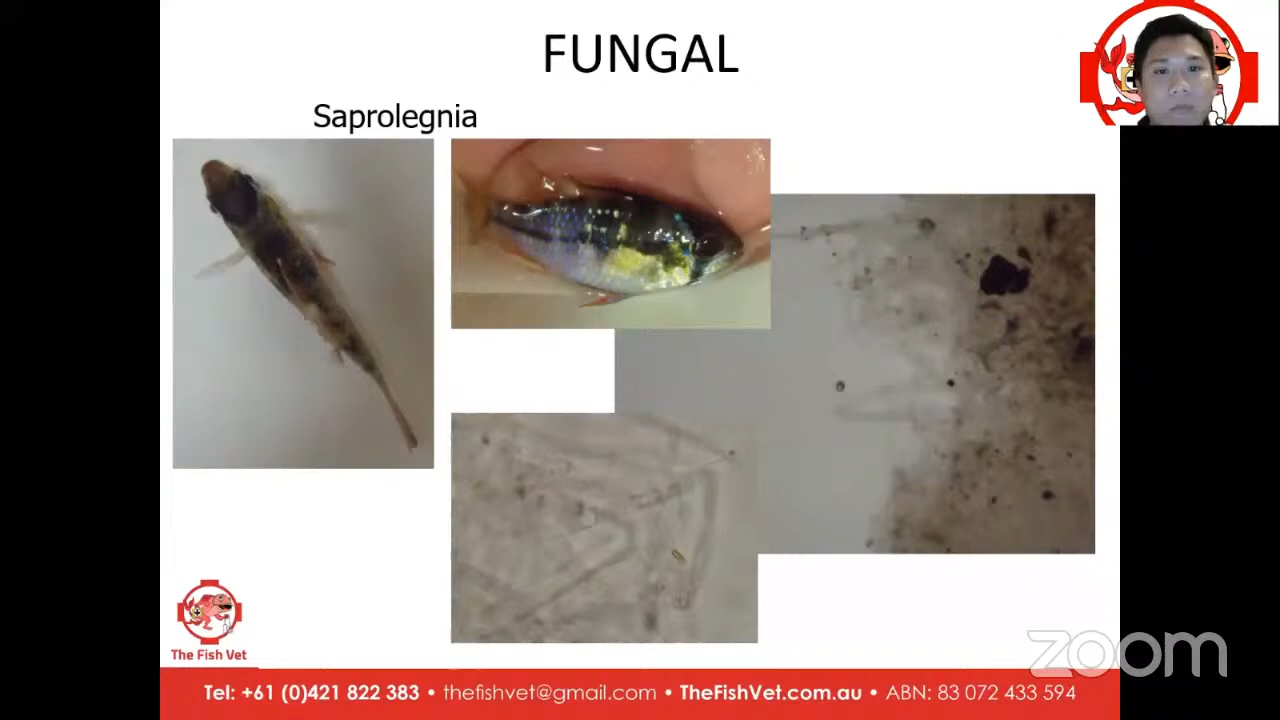 FUNGAL
Saprolegnia
The Fish Vet
Tel: +61 (0)421 822 383 • thefishvet@gmail.com • TheFishVet.com.au • ABN: 83 072 433 594
zoom